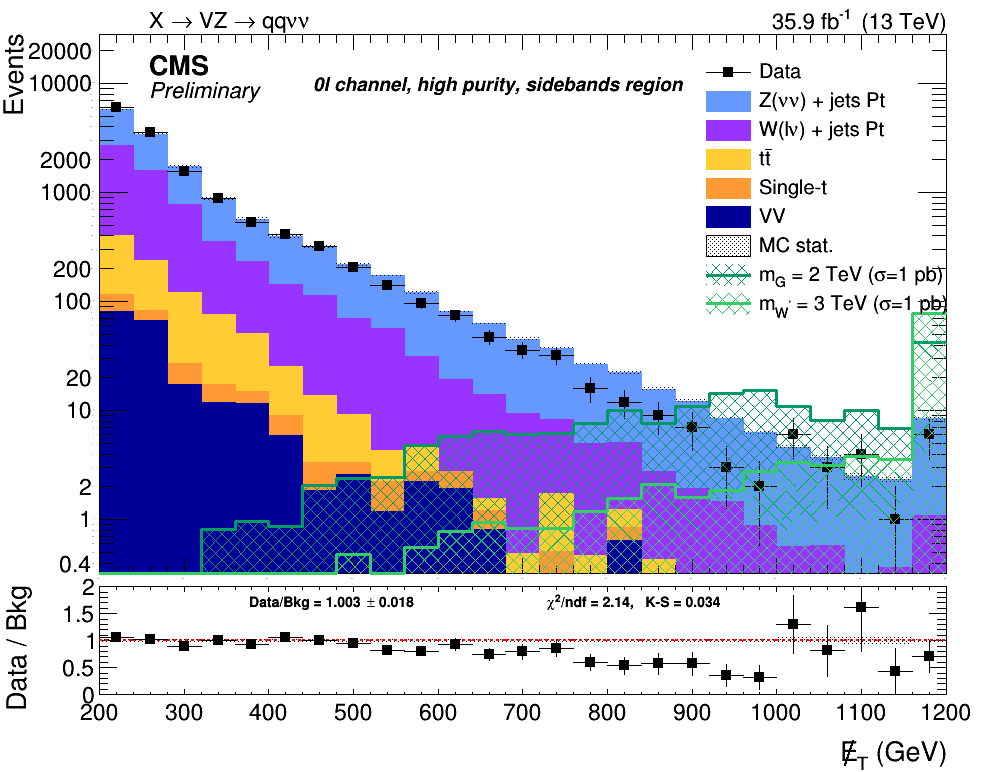 X → VZ → qqνν 35.9 fb⁻¹ (13 TeV)
CMS
Preliminary
0l channel, high purity, sidebands region
Data
Z(νν) + jets Pt
W(lν) + jets Pt
tt̄
Single-t
VV
MC stat.
m_G = 2 TeV (σ=1 pb)
m_W' = 3 TeV (σ=1 pb)
Events
20000
10000
2000
1000
200
100
20
10
2
1
0.4
Data/Bkg = 1.003 ± 0.018 χ²/ndf = 2.14, K-S = 0.034
Data / Bkg
2
1.5
1
0.5
0
200 300 400 500 600 700 800 900 1000 1100 1200
E̸_T (GeV)